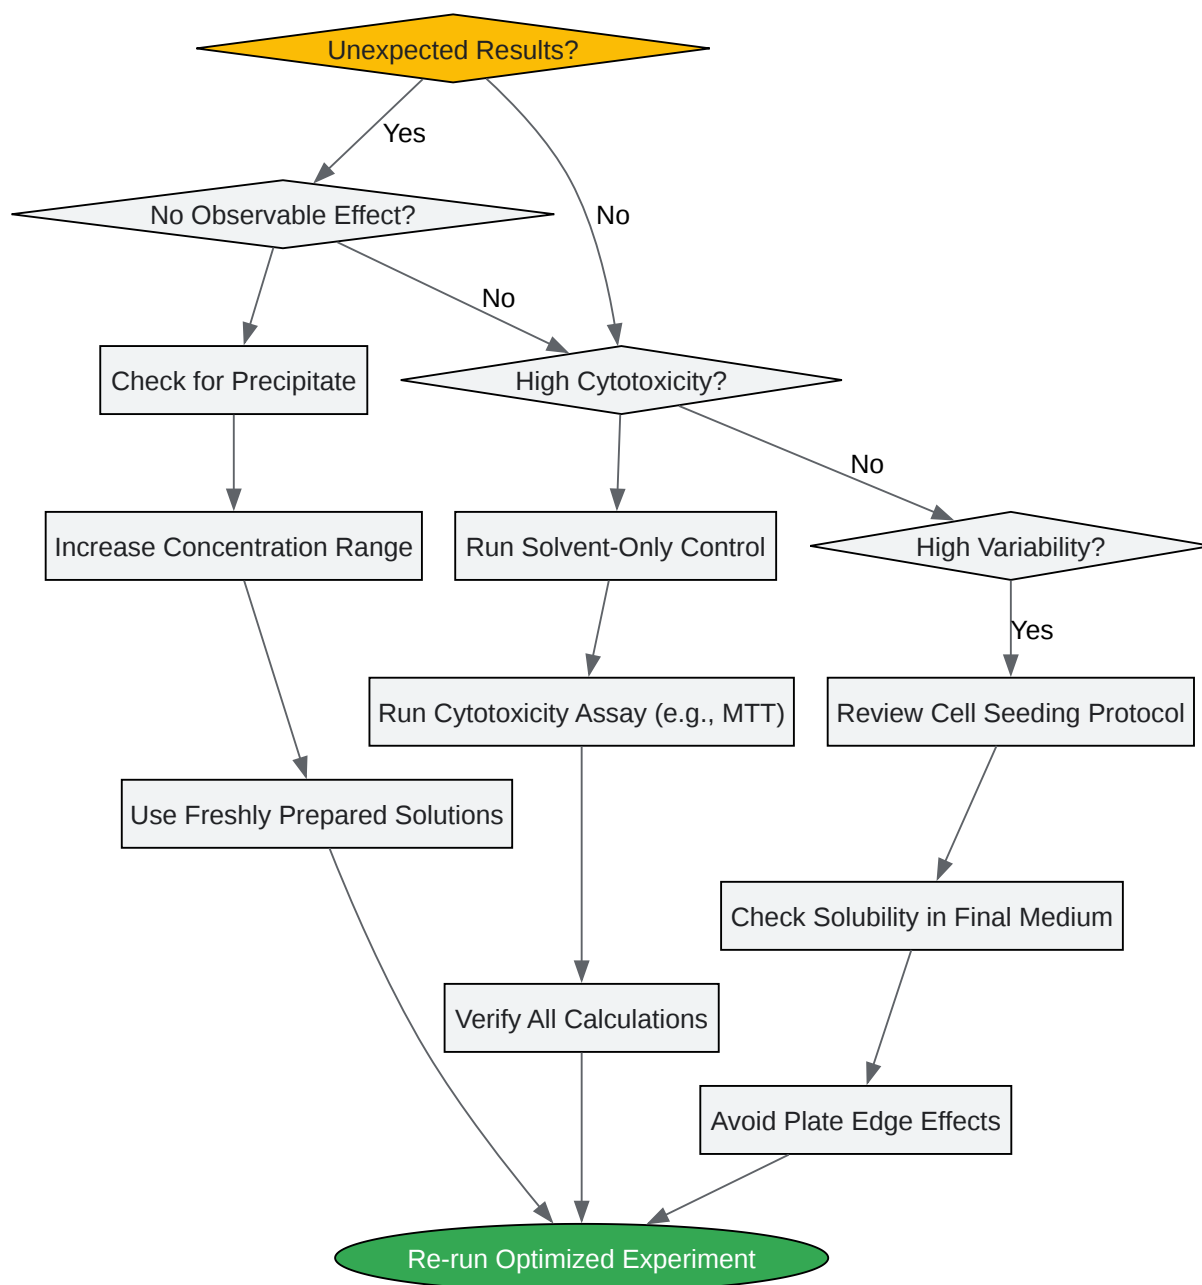 Unexpected Results?
Yes
No Observable Effect?
No
No
Check for Precipitate
High Cytotoxicity?
No
Increase Concentration Range
Run Solvent-Only Control
High Variability?
Yes
Run Cytotoxicity Assay (e.g., MTT)
Review Cell Seeding Protocol
Use Freshly Prepared Solutions
Check Solubility in Final Medium
Verify All Calculations
Avoid Plate Edge Effects
Re-run Optimized Experiment